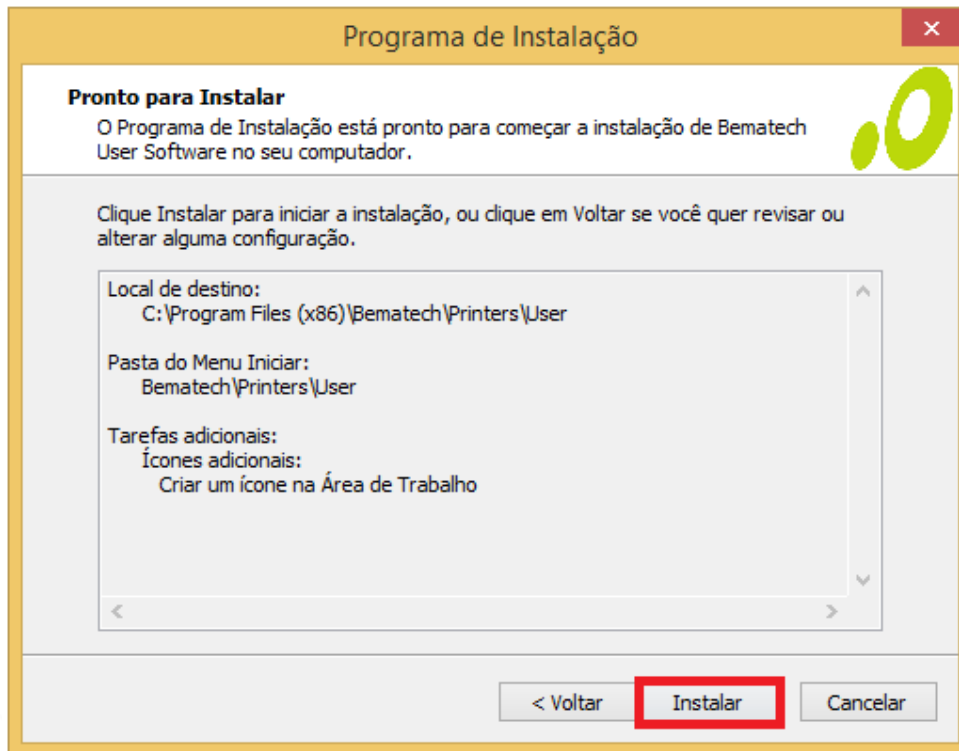 Programa de Instalação
Pronto para Instalar
O Programa de Instalação está pronto para começar a instalação de Bematech
User Software no seu computador.
Clique Instalar para iniciar a instalação, ou clique em Voltar se você quer revisar ou
alterar alguma configuração.
Local de destino:
C:\Program Files (x86)\Bematech\Printers\User
Pasta do Menu Iniciar:
Bematech\Printers\User
Tarefas adicionais:
Ícones adicionais:
Criar um ícone na Área de Trabalho
< Voltar
Instalar
Cancelar